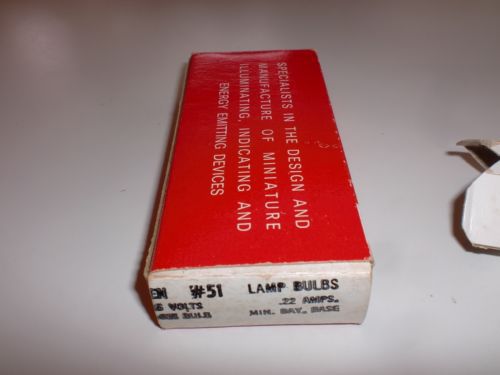 SPECIALISTS IN THE DESIGN AND
MANUFACTURE OF MINIATURE
ILLUMINATING, INDICATING AND
ENERGY EMITTING DEVICES
EN #51 LAMP BULBS
VOLTS .22 AMPS.
BULB MIN. BAY. BASE